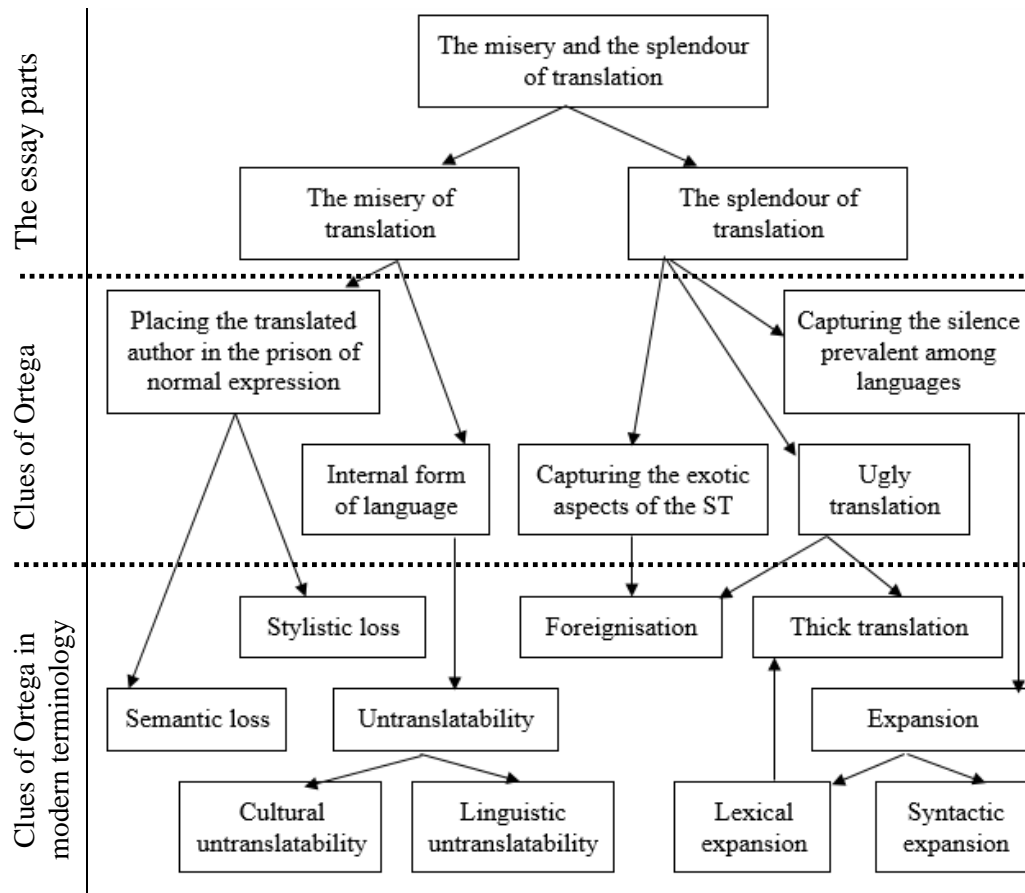 The essay parts
The misery and the splendour
of translation
The misery of
translation
The splendour of
translation
Clues of Ortega
Placing the translated
author in the prison of
normal expression
Capturing the silence
prevalent among
languages
Internal form
of language
Capturing the exotic
aspects of the ST
Ugly
translation
Clues of Ortega in
modern terminology
Stylistic loss
Foreignisation
Thick translation
Semantic loss
Untranslatability
Expansion
Cultural
untranslatability
Linguistic
untranslatability
Lexical
expansion
Syntactic
expansion